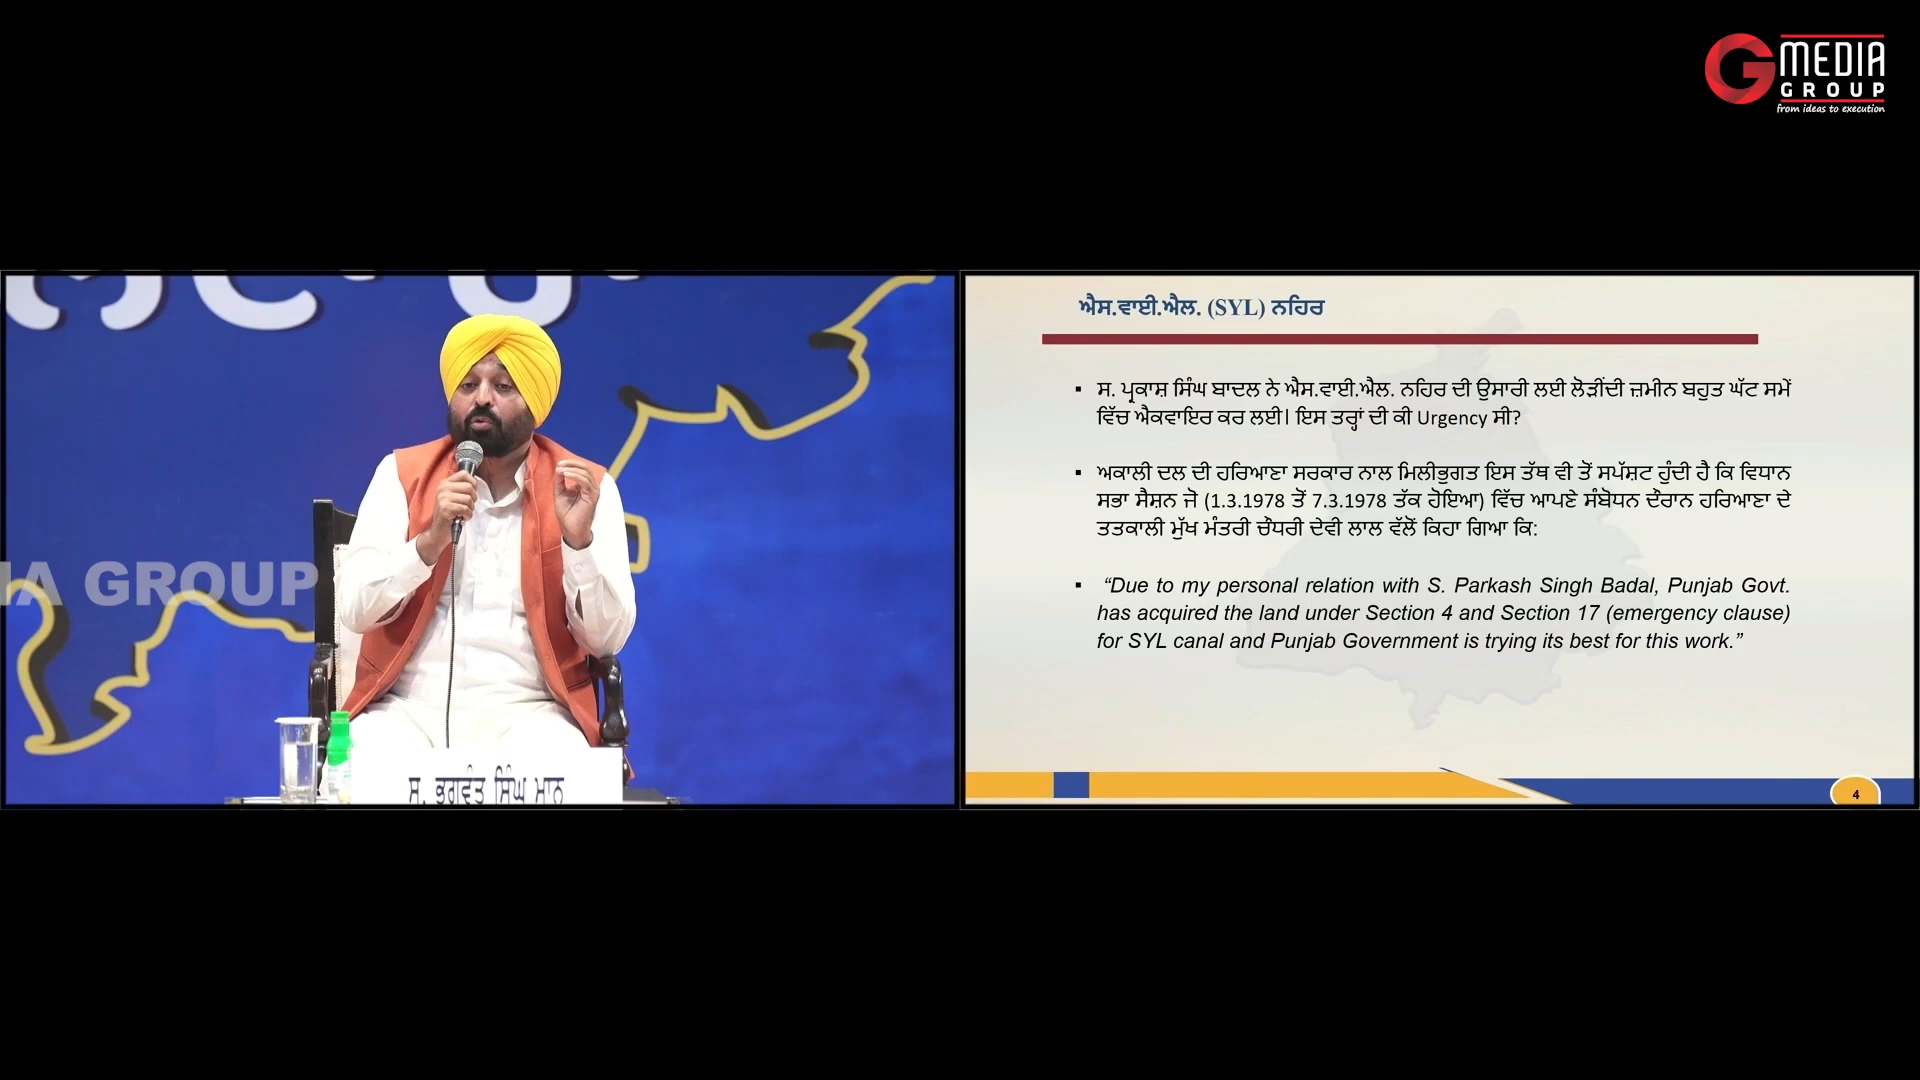 MEDIA
GROUP
from ideas to execution
IA GROUP
ਸ. ਭਗਵੰਤ ਸਿੰਘ ਮਾਨ
ਐਸ.ਵਾਈ.ਐਲ. (SYL) ਨਹਿਰ
▪ ਸ. ਪ੍ਰਕਾਸ਼ ਸਿੰਘ ਬਾਦਲ ਨੇ ਐਸ.ਵਾਈ.ਐਲ. ਨਹਿਰ ਦੀ ਉਸਾਰੀ ਲਈ ਲੋੜੀਂਦੀ ਜ਼ਮੀਨ ਬਹੁਤ ਘੱਟ ਸਮੇਂ
ਵਿੱਚ ਐਕਵਾਇਰ ਕਰ ਲਈ। ਇਸ ਤਰ੍ਹਾਂ ਦੀ ਕੀ Urgency ਸੀ?
▪ ਅਕਾਲੀ ਦਲ ਦੀ ਹਰਿਆਣਾ ਸਰਕਾਰ ਨਾਲ ਮਿਲੀਭੁਗਤ ਇਸ ਤੱਥ ਵੀ ਤੋਂ ਸਪੱਸ਼ਟ ਹੁੰਦੀ ਹੈ ਕਿ ਵਿਧਾਨ
ਸਭਾ ਸੈਸ਼ਨ ਜੋ (1.3.1978 ਤੋਂ 7.3.1978 ਤੱਕ ਹੋਇਆ) ਵਿੱਚ ਆਪਣੇ ਸੰਬੋਧਨ ਦੌਰਾਨ ਹਰਿਆਣਾ ਦੇ
ਤਤਕਾਲੀ ਮੁੱਖ ਮੰਤਰੀ ਚੌਧਰੀ ਦੇਵੀ ਲਾਲ ਵੱਲੋਂ ਕਿਹਾ ਗਿਆ ਕਿ:
▪ “Due to my personal relation with S. Parkash Singh Badal, Punjab Govt.
has acquired the land under Section 4 and Section 17 (emergency clause)
for SYL canal and Punjab Government is trying its best for this work.”
4